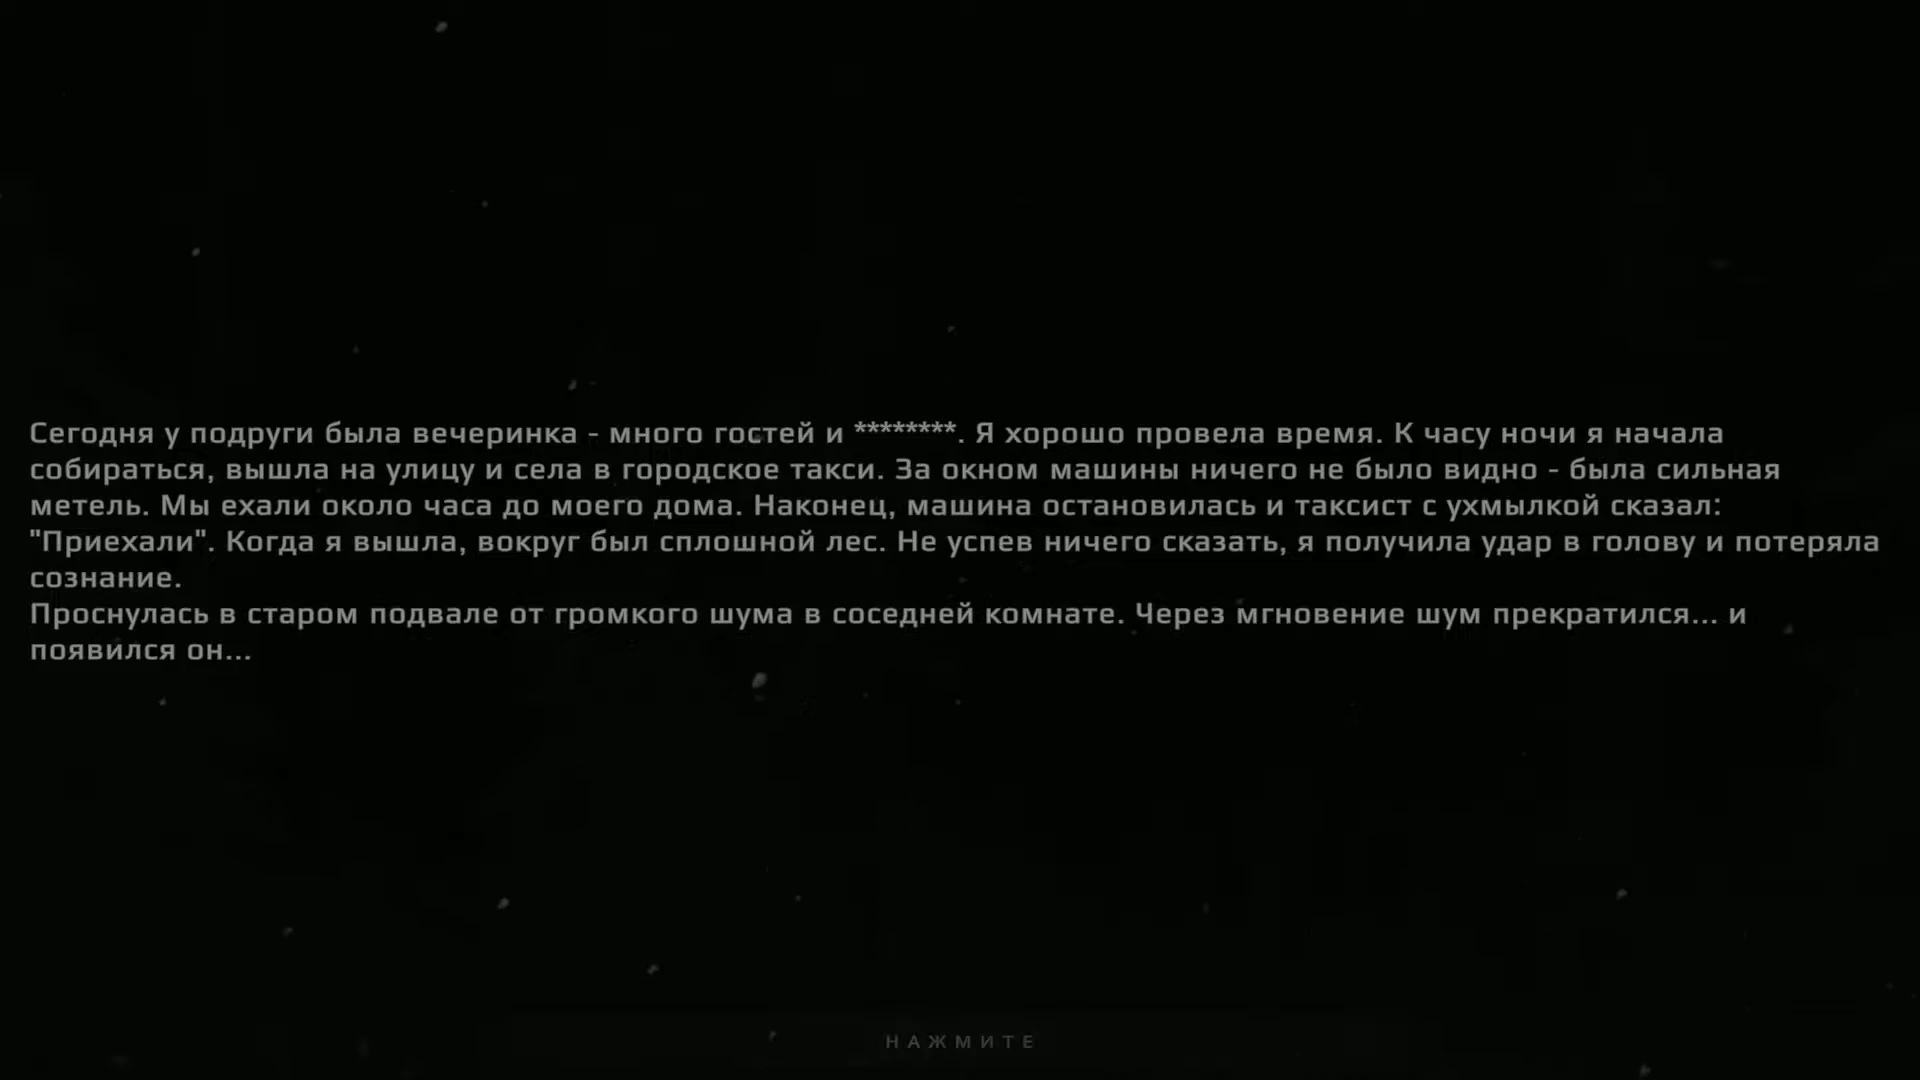 Сегодня у подруги была вечеринка - много гостей и ********. Я хорошо провела время. К часу ночи я начала
собираться, вышла на улицу и села в городское такси. За окном машины ничего не было видно - была сильная
метель. Мы ехали около часа до моего дома. Наконец, машина остановилась и таксист с ухмылкой сказал:
"Приехали". Когда я вышла, вокруг был сплошной лес. Не успев ничего сказать, я получила удар в голову и потеряла
сознание.
Проснулась в старом подвале от громкого шума в соседней комнате. Через мгновение шум прекратился... и
появился он...
НАЖМИТЕ